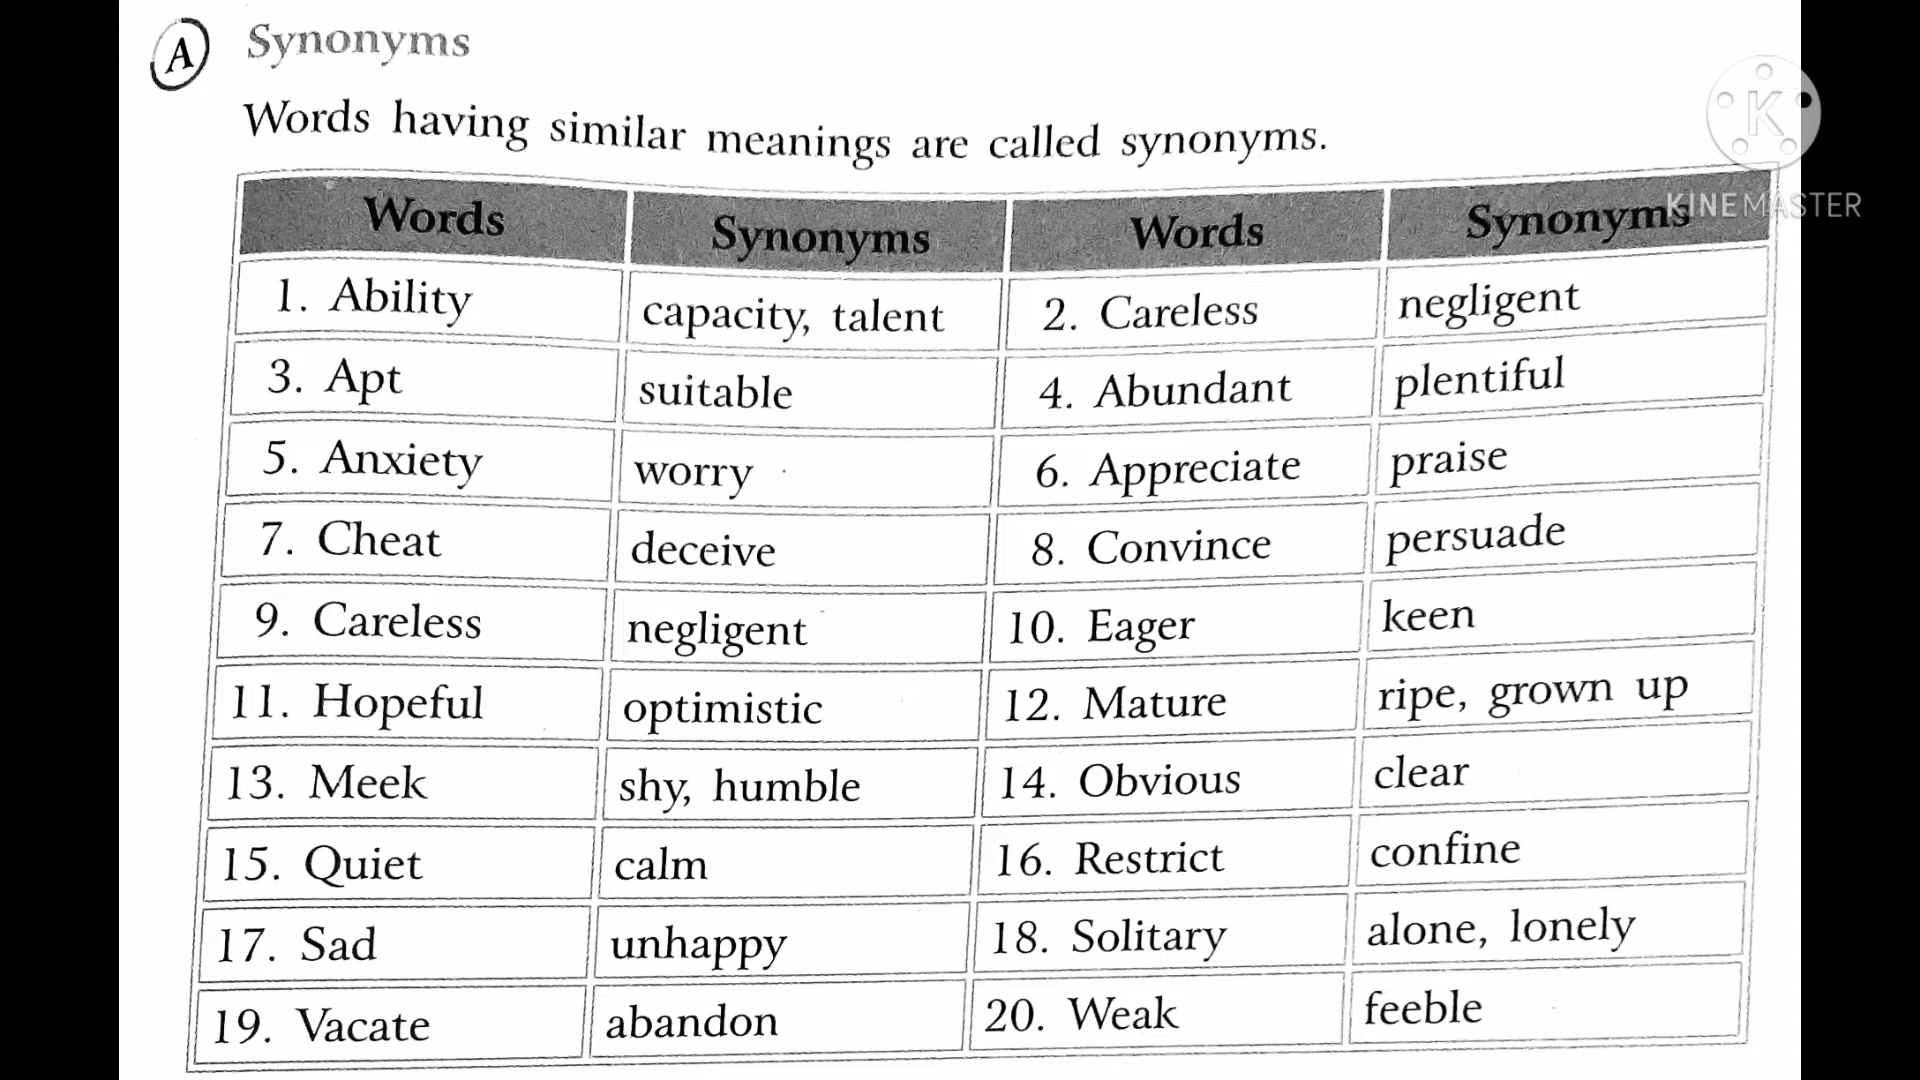 A Synonyms
Words having similar meanings are called synonyms.
K
KINEMASTER
Words Synonyms Words Synonyms
1. Ability capacity, talent 2. Careless negligent
3. Apt suitable 4. Abundant plentiful
5. Anxiety worry 6. Appreciate praise
7. Cheat deceive 8. Convince persuade
9. Careless negligent 10. Eager keen
11. Hopeful optimistic 12. Mature ripe, grown up
13. Meek shy, humble 14. Obvious clear
15. Quiet calm 16. Restrict confine
17. Sad unhappy 18. Solitary alone, lonely
19. Vacate abandon 20. Weak feeble